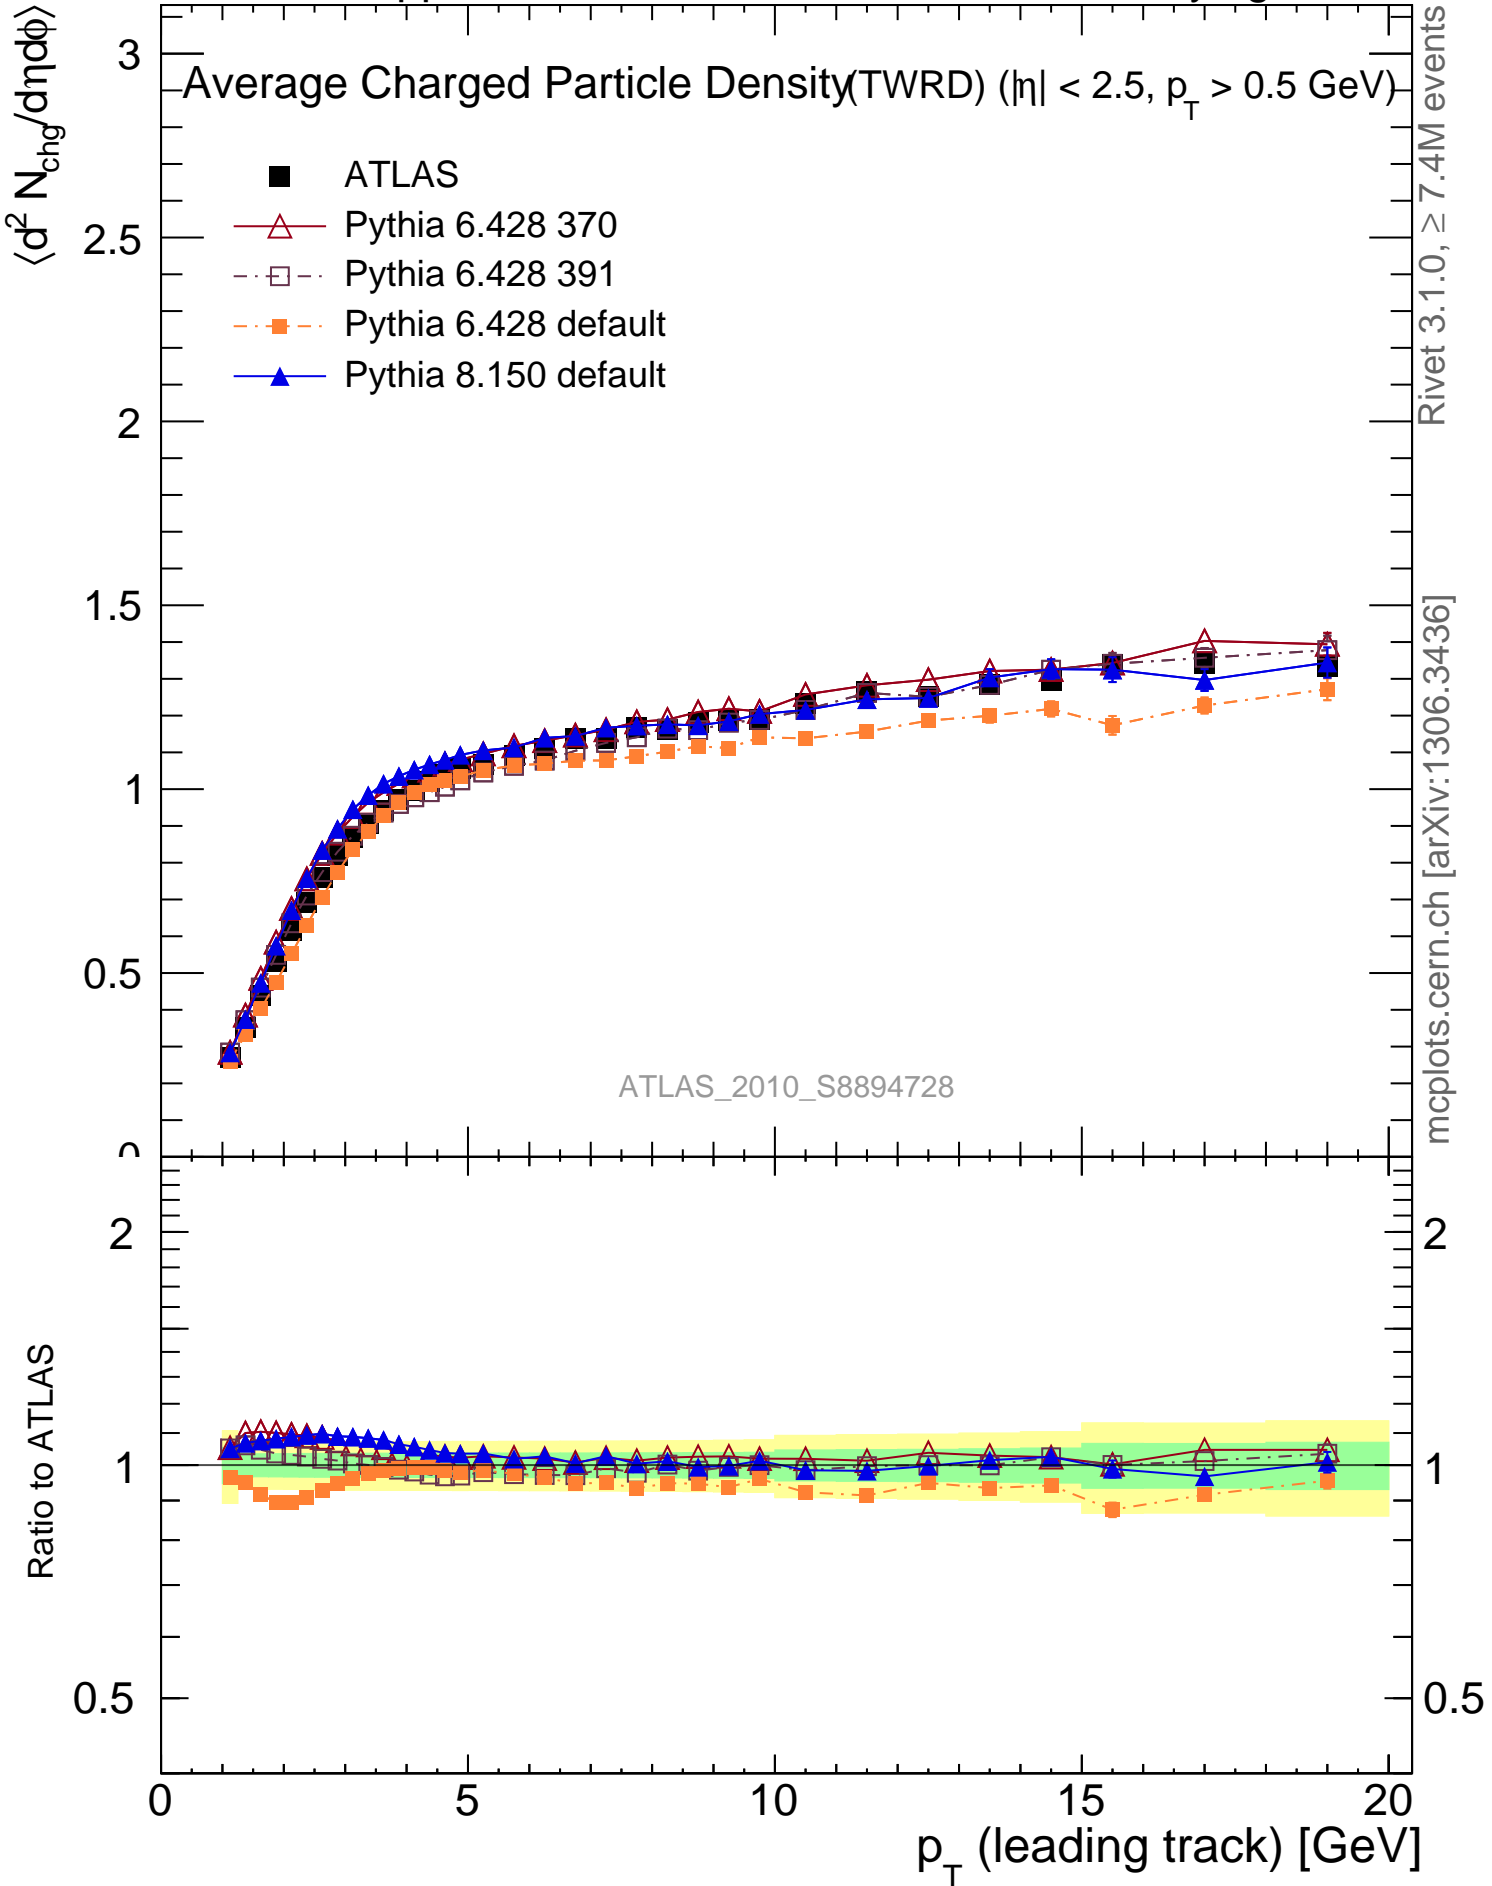 Average Charged Particle Density (TWRD) (|η| < 2.5, p_T > 0.5 GeV)
⟨d² N_chg/dηdϕ⟩
ATLAS
Pythia 6.428 370
Pythia 6.428 391
Pythia 6.428 default
Pythia 8.150 default
3
2.5
2
1.5
1
0.5
0
ATLAS_2010_S8894728
Rivet 3.1.0, ≥ 7.4M events
mcplots.cern.ch [arXiv:1306.3436]
Ratio to ATLAS
2
1
0.5
2
1
0.5
0 5 10 15 20
p_T (leading track) [GeV]